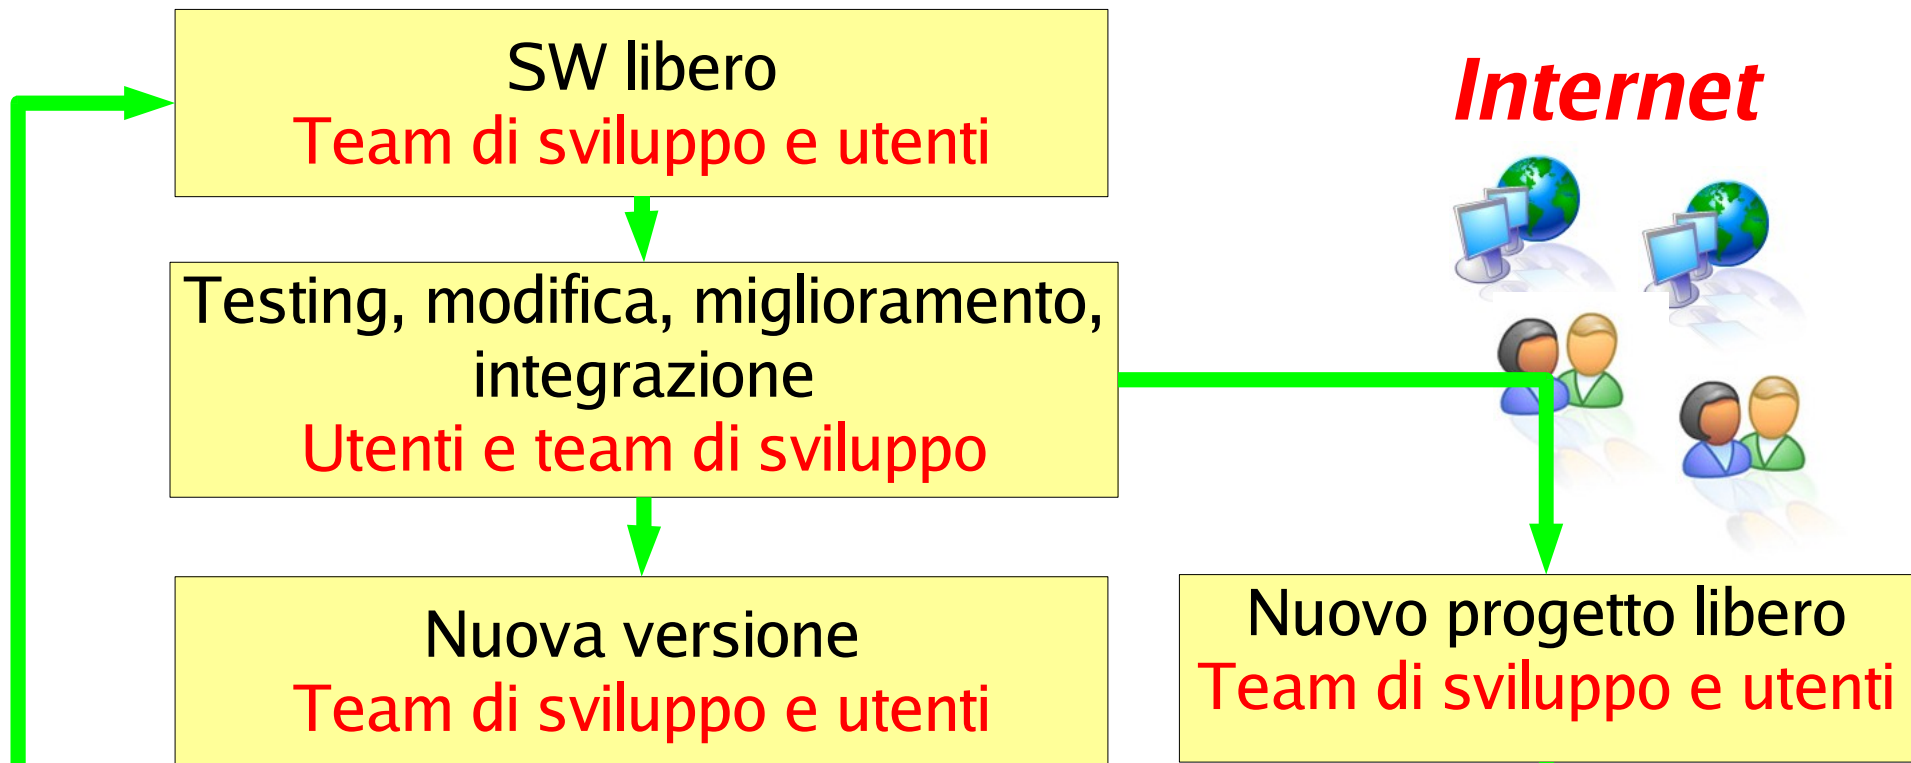 SW libero
Team di sviluppo e utenti
Internet
Testing, modifica, miglioramento,
integrazione
Utenti e team di sviluppo
Nuova versione
Team di sviluppo e utenti
Nuovo progetto libero
Team di sviluppo e utenti